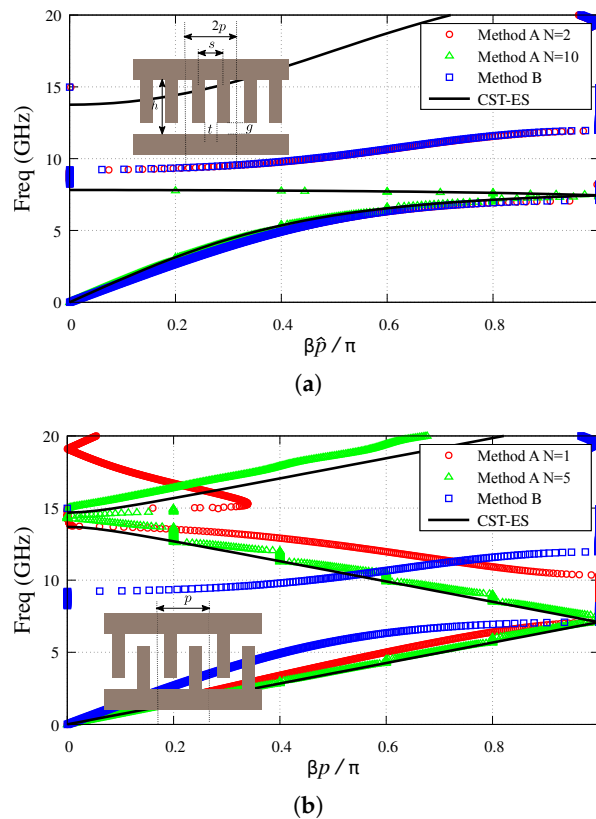 20
15
10
5
0
Freq (GHz)
2p
s
h
t
g
Method A N=2
Method A N=10
Method B
CST-ES
0
0.2
0.4
0.6
0.8
βp̂ / π
(a)
20
15
10
5
0
Freq (GHz)
p
Method A N=1
Method A N=5
Method B
CST-ES
0
0.2
0.4
0.6
0.8
βp / π
(b)